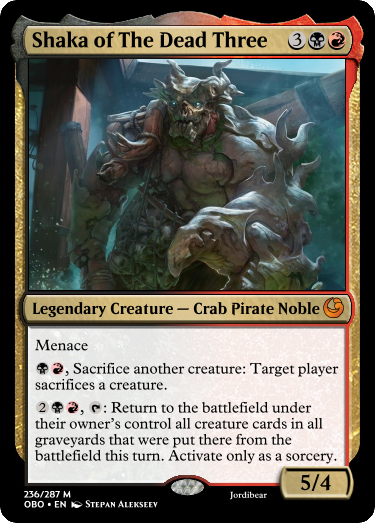 Shaka of The Dead Three 3
Legendary Creature — Crab Pirate Noble
Menace
, Sacrifice another creature: Target player
sacrifices a creature.
2 , : Return to the battlefield under
their owner's control all creature cards in all
graveyards that were put there from the
battlefield this turn. Activate only as a sorcery.
5/4
236/287 M
OBO • EN Stepan Alekseev
Jordibear